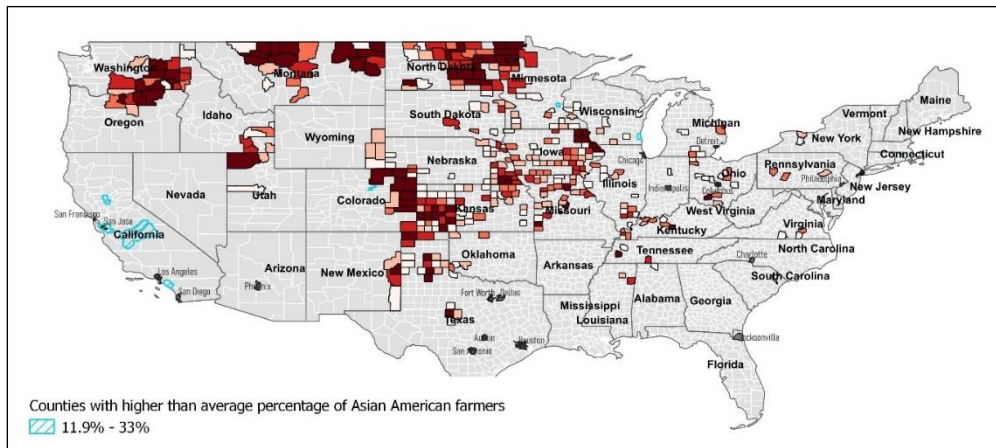 Washington
Montana
North Dakota
Minnesota
Maine
Vermont
New Hampshire
Oregon
Idaho
South Dakota
Wisconsin
Michigan
New York
Wyoming
Detroit
Connecticut
Nebraska
Iowa
Chicago
Pennsylvania
Philadelphia
New Jersey
Nevada
Utah
Colorado
Kansas
Missouri
Illinois
Indianapolis
Ohio
Columbus
Maryland
San Francisco
San Jose
California
West Virginia
Virginia
Kentucky
Tennessee
North Carolina
Charlotte
Los Angeles
Arizona
New Mexico
Oklahoma
Arkansas
South Carolina
San Diego
Phoenix
Fort Worth
Dallas
Mississippi
Alabama
Georgia
Texas
Louisiana
Austin
San Antonio
Houston
Jacksonville
Florida
Counties with higher than average percentage of Asian American farmers
11.9% - 33%